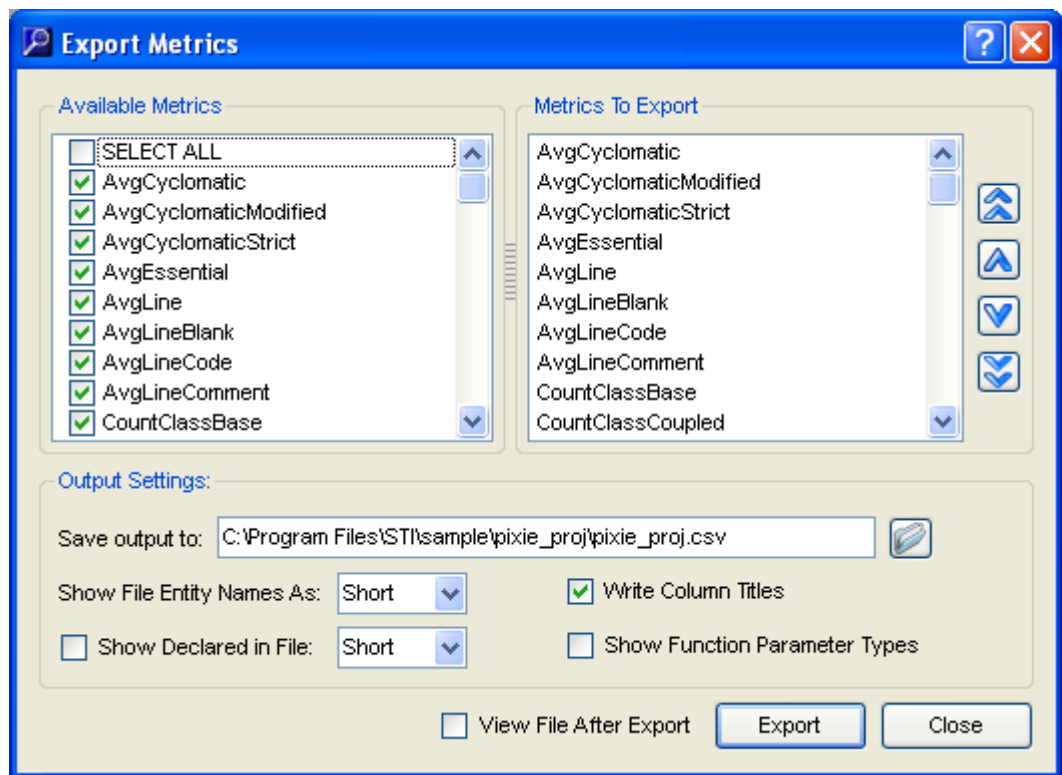 Export Metrics
Available Metrics
SELECT ALL
AvgCyclomatic
AvgCyclomaticModified
AvgCyclomaticStrict
AvgEssential
AvgLine
AvgLineBlank
AvgLineCode
AvgLineComment
CountClassBase
Metrics To Export
AvgCyclomatic
AvgCyclomaticModified
AvgCyclomaticStrict
AvgEssential
AvgLine
AvgLineBlank
AvgLineCode
AvgLineComment
CountClassBase
CountClassCoupled
Output Settings:
Save output to: C:\Program Files\STI\sample\pixie_proj\pixie_proj.csv
Show File Entity Names As: Short
Write Column Titles
Show Declared in File: Short
Show Function Parameter Types
View File After Export
Export
Close